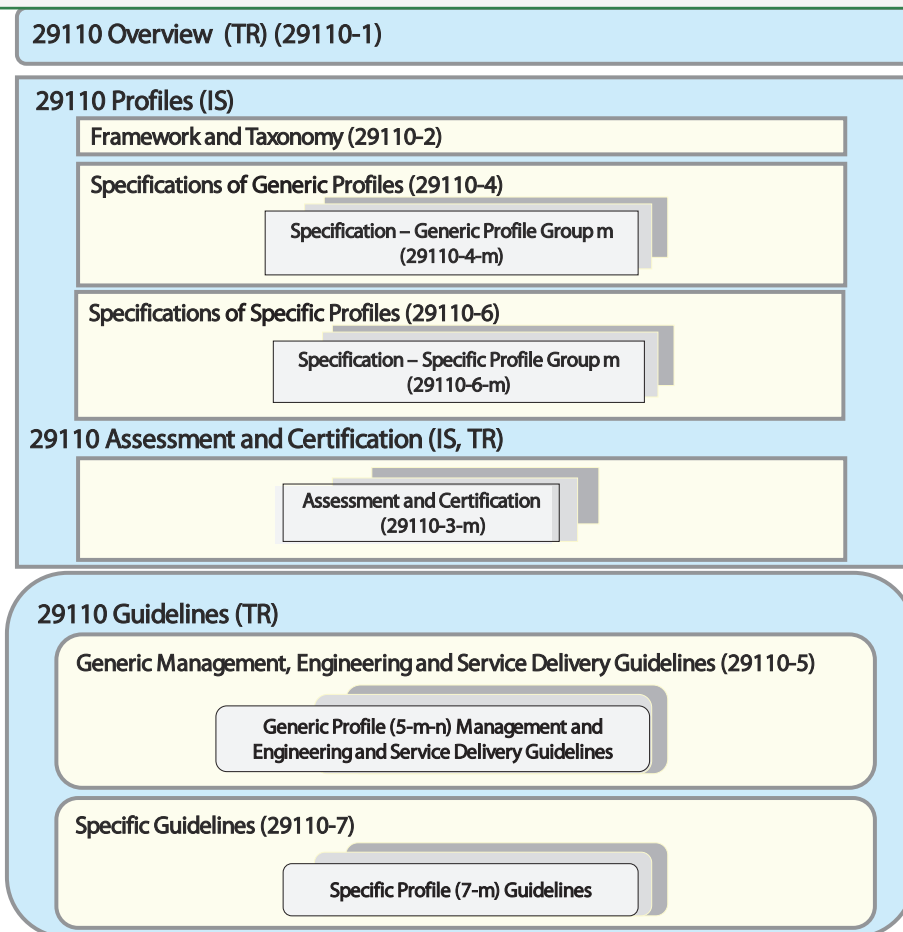 29110 Overview (TR) (29110-1)
29110 Profiles (IS)
Framework and Taxonomy (29110-2)
Specifications of Generic Profiles (29110-4)
Specification – Generic Profile Group m
(29110-4-m)
Specifications of Specific Profiles (29110-6)
Specification – Specific Profile Group m
(29110-6-m)
29110 Assessment and Certification (IS, TR)
Assessment and Certification
(29110-3-m)
29110 Guidelines (TR)
Generic Management, Engineering and Service Delivery Guidelines (29110-5)
Generic Profile (5-m-n) Management and
Engineering and Service Delivery Guidelines
Specific Guidelines (29110-7)
Specific Profile (7-m) Guidelines